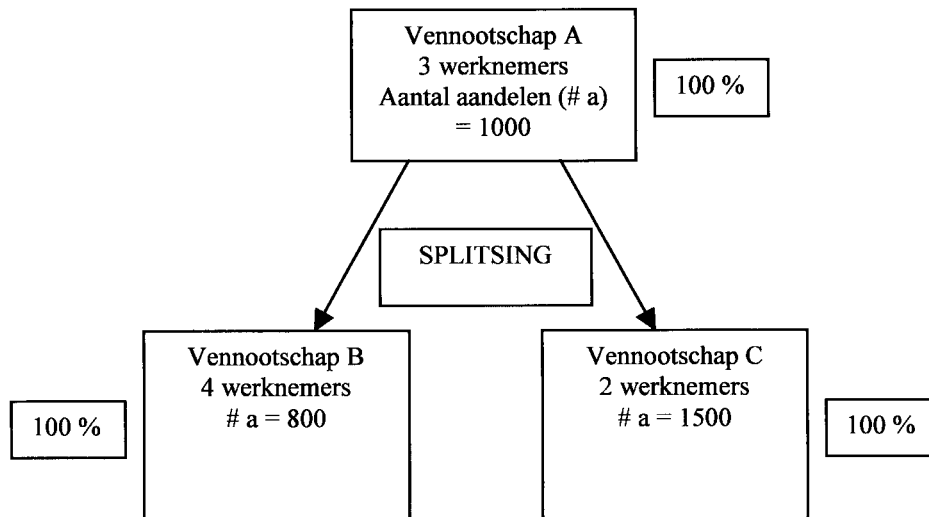 Vennootschap A
3 werknemers
Aantal aandelen (# a)
= 1000
100 %
SPLITSING
Vennootschap B
4 werknemers
# a = 800
100 %
Vennootschap C
2 werknemers
# a = 1500
100 %